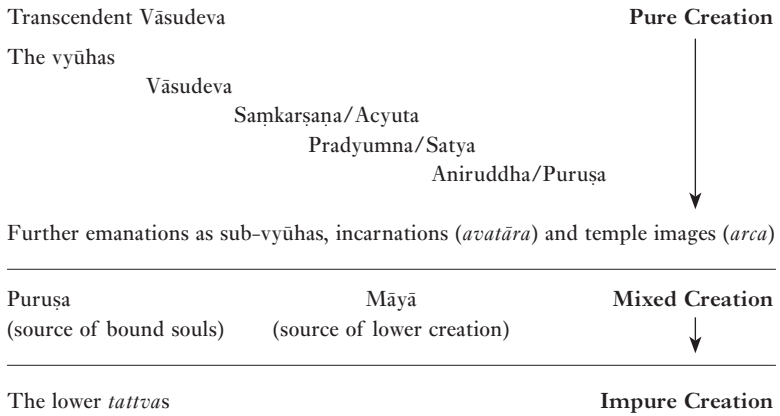 Transcendent Vāsudeva Pure Creation
The vyūhas
Vāsudeva
Saṃkarṣaṇa/Acyuta
Pradyumna/Satya
Aniruddha/Puruṣa
Further emanations as sub-vyūhas, incarnations (avatāra) and temple images (arca)
Puruṣa Māyā Mixed Creation
(source of bound souls) (source of lower creation)
The lower tattvas Impure Creation